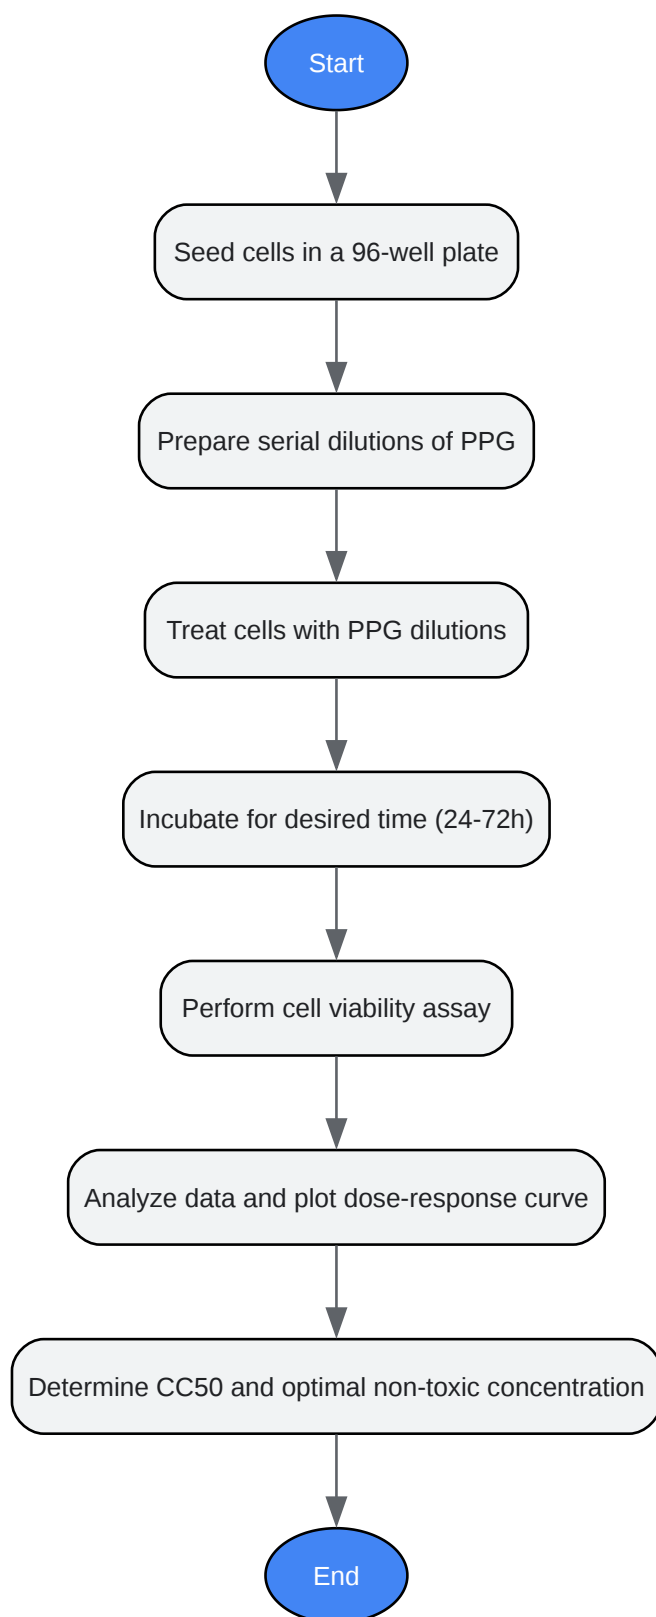 Start
Seed cells in a 96-well plate
Prepare serial dilutions of PPG
Treat cells with PPG dilutions
Incubate for desired time (24-72h)
Perform cell viability assay
Analyze data and plot dose-response curve
Determine CC50 and optimal non-toxic concentration
End